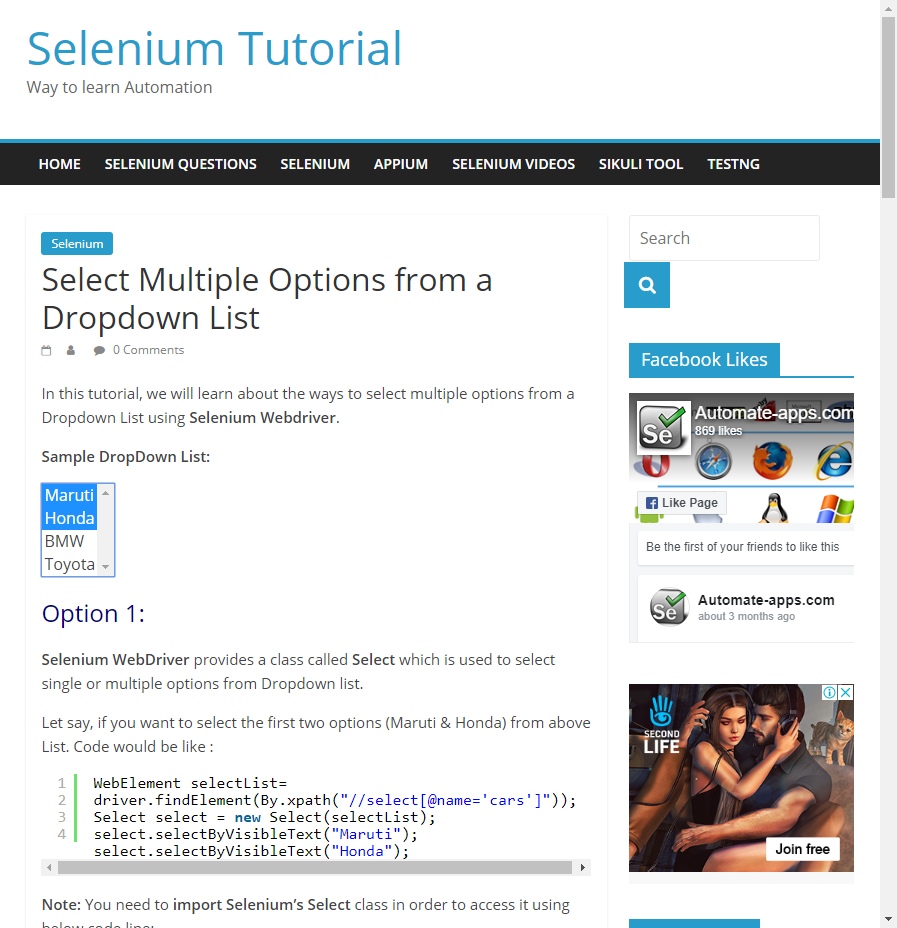 Selenium Tutorial
Way to learn Automation
HOME SELENIUM QUESTIONS SELENIUM APPIUM SELENIUM VIDEOS SIKULI TOOL TESTNG
Selenium
Select Multiple Options from a
Dropdown List
0 Comments
In this tutorial, we will learn about the ways to select multiple options from a
Dropdown List using Selenium Webdriver.
Sample DropDown List:
Maruti
Honda
BMW
Toyota
Option 1:
Selenium WebDriver provides a class called Select which is used to select
single or multiple options from Dropdown list.
Let say, if you want to select the first two options (Maruti & Honda) from above
List. Code would be like :
1 WebElement selectList=
2 driver.findElement(By.xpath("//select[@name='cars']"));
3 Select select = new Select(selectList);
4 select.selectByVisibleText("Maruti");
select.selectByVisibleText("Honda");
Note: You need to import Selenium's Select class in order to access it using
below code line:
Search
Facebook Likes
Automate-apps.com
869 likes
Se
Like Page
Be the first of your friends to like this
Se
Automate-apps.com
about 3 months ago
SECOND
LIFE
Join free